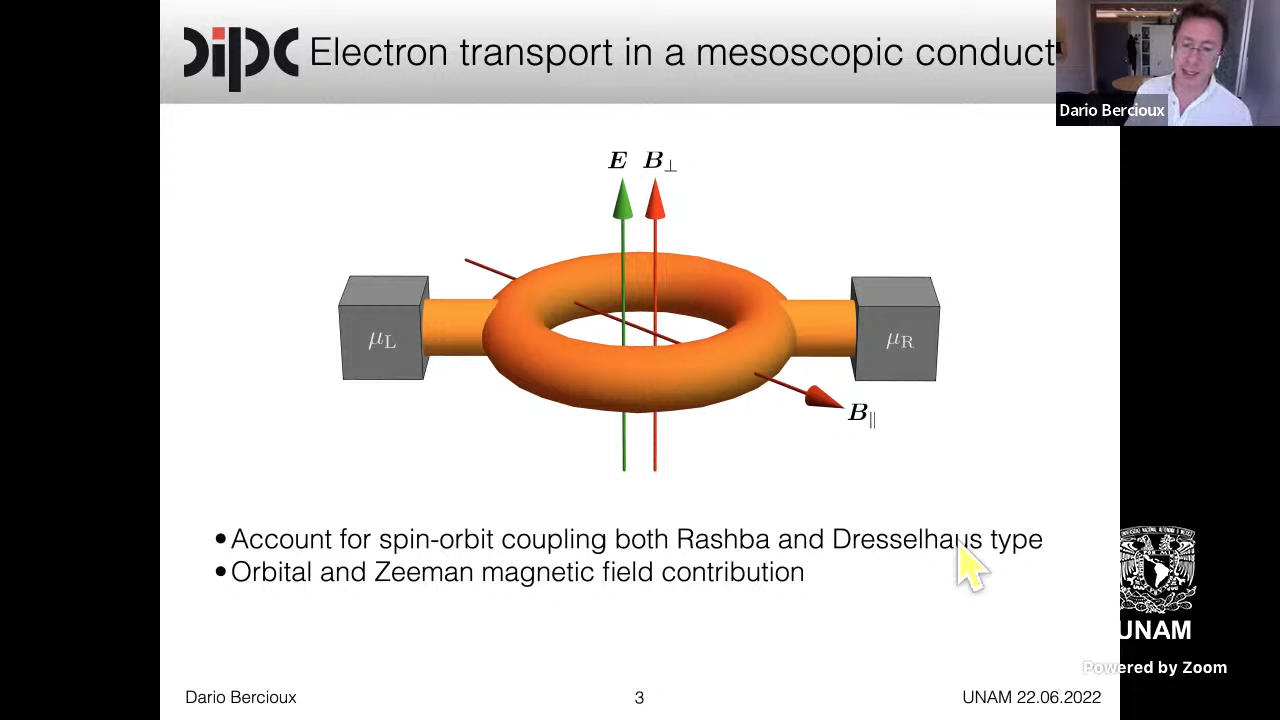 dipc Electron transport in a mesoscopic conduct
Dario Bercioux
E B⊥
μL
μR
B∥
•Account for spin-orbit coupling both Rashba and Dresselhaus type
•Orbital and Zeeman magnetic field contribution
UNAM
Powered by Zoom
Dario Bercioux 3 UNAM 22.06.2022